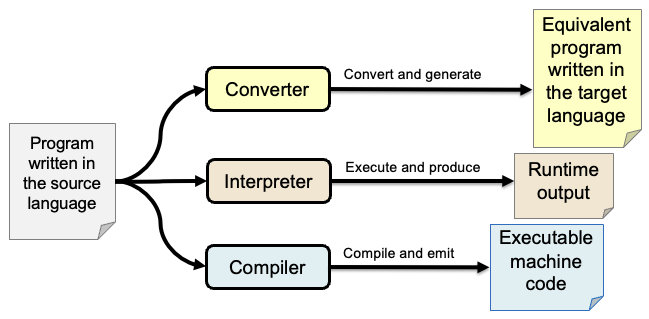 Program
written in
the source
language
Converter
Convert and generate
Equivalent
program
written in
the target
language
Interpreter
Execute and produce
Runtime
output
Compiler
Compile and emit
Executable
machine
code